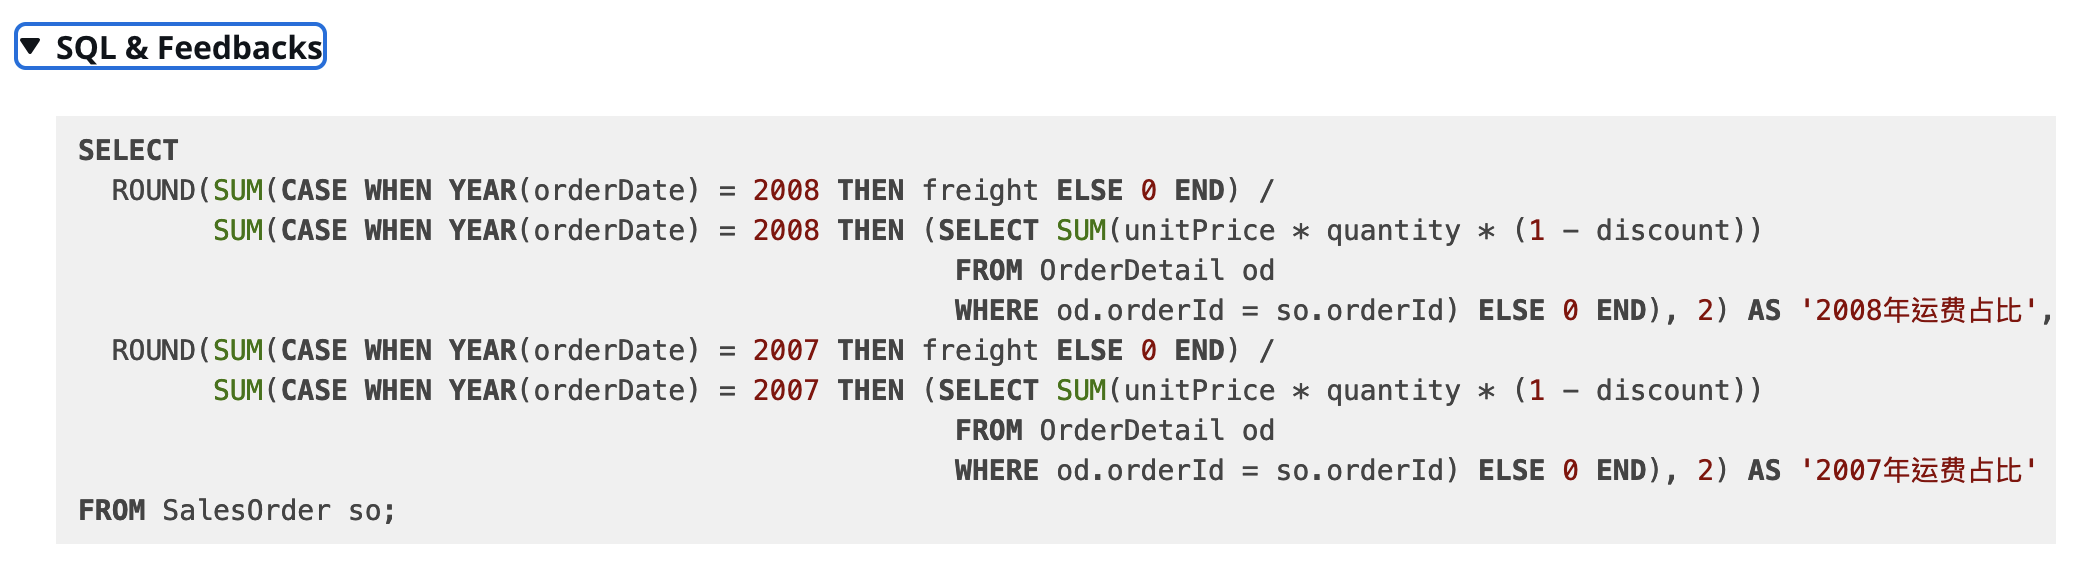 SQL & Feedbacks
SELECT
  ROUND(SUM(CASE WHEN YEAR(orderDate) = 2008 THEN freight ELSE 0 END) /
        SUM(CASE WHEN YEAR(orderDate) = 2008 THEN (SELECT SUM(unitPrice * quantity * (1 - discount))
                                                    FROM OrderDetail od
                                                    WHERE od.orderId = so.orderId) ELSE 0 END), 2) AS '2008年运费占比',
  ROUND(SUM(CASE WHEN YEAR(orderDate) = 2007 THEN freight ELSE 0 END) /
        SUM(CASE WHEN YEAR(orderDate) = 2007 THEN (SELECT SUM(unitPrice * quantity * (1 - discount))
                                                    FROM OrderDetail od
                                                    WHERE od.orderId = so.orderId) ELSE 0 END), 2) AS '2007年运费占比'
FROM SalesOrder so;